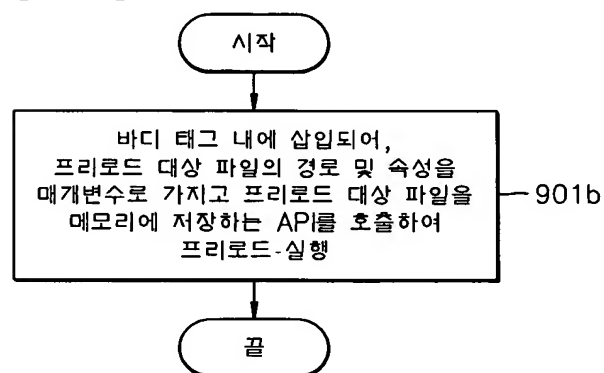 시작
바디 태그 내에 삽입되어,
프리로드 대상 파일의 경로 및 속성을
매개변수로 가지고 프리로드 대상 파일을
메모리에 저장하는 API를 호출하여
프리로드-실행
901b
끝